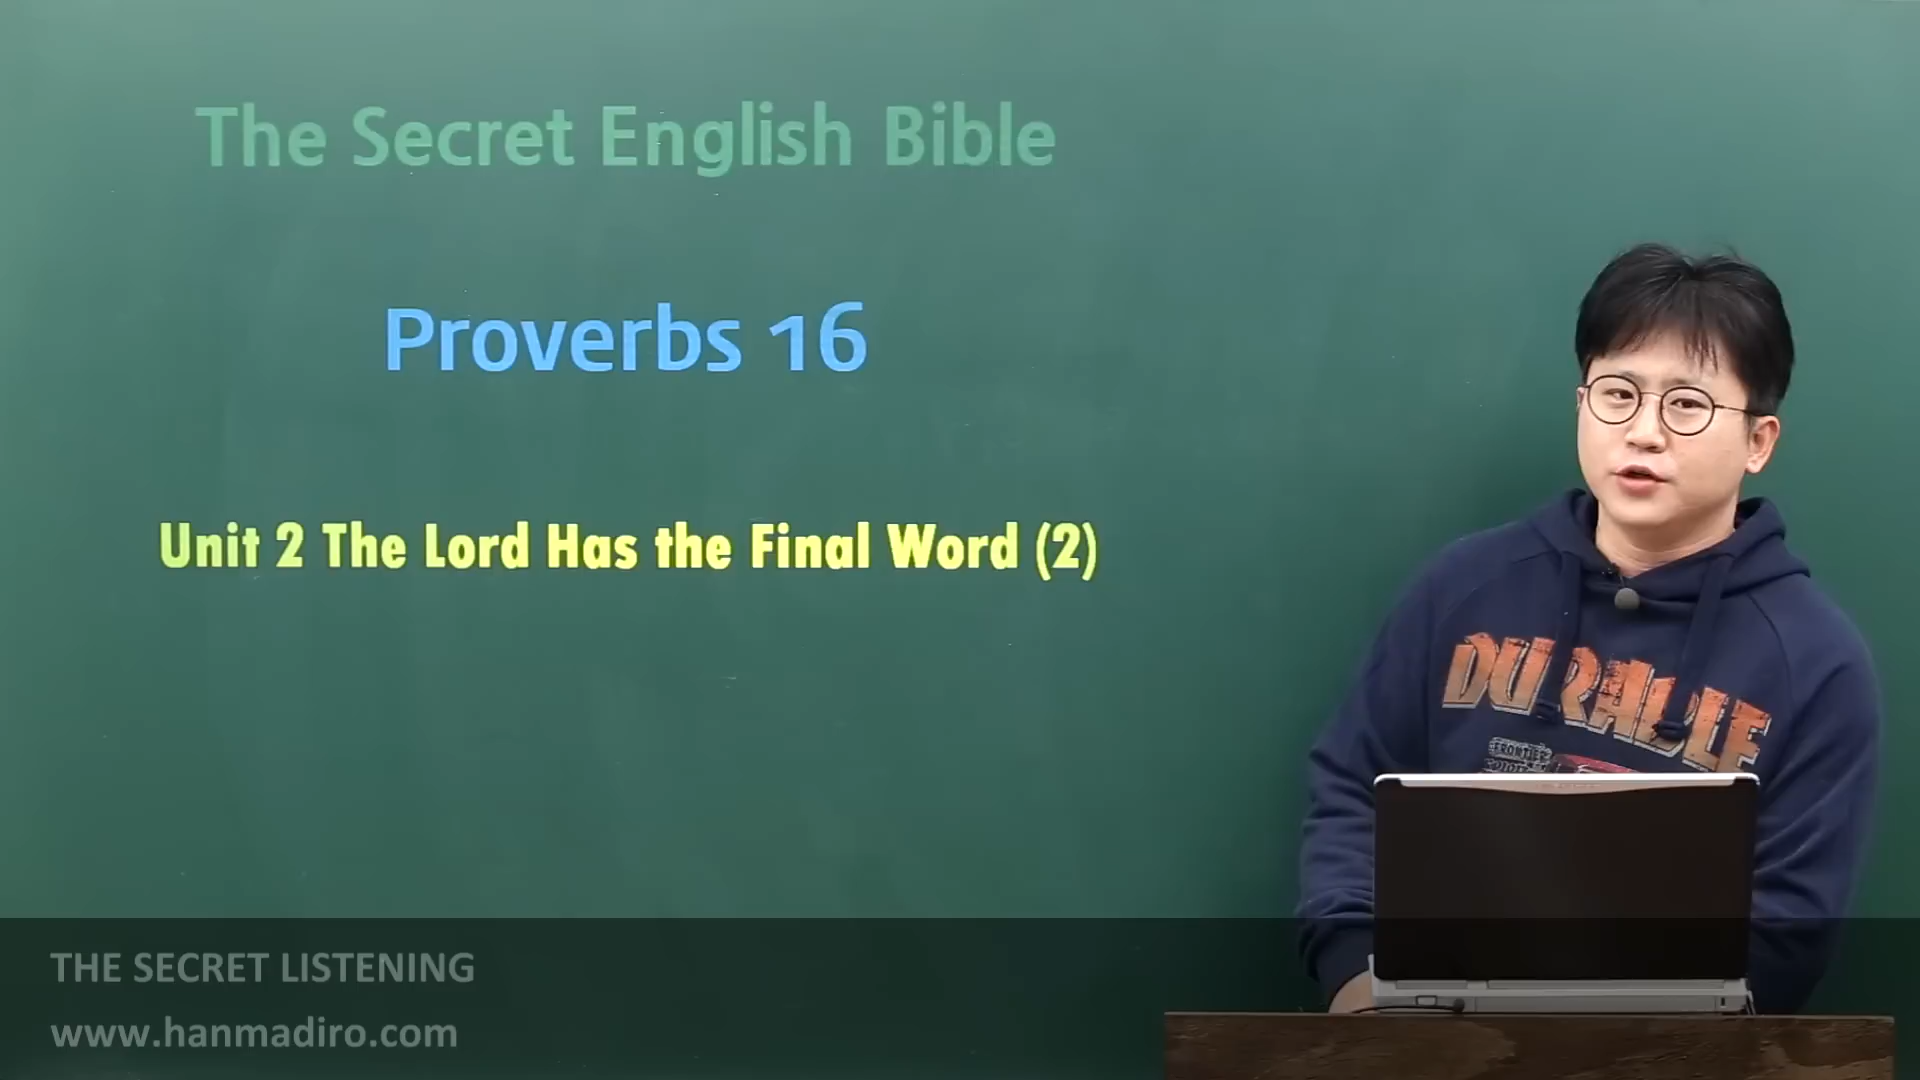 The Secret English Bible
Proverbs 16
Unit 2 The Lord Has the Final Word (2)
DURABLE
FRONTIER
THE SECRET LISTENING
www.hanmadiro.com